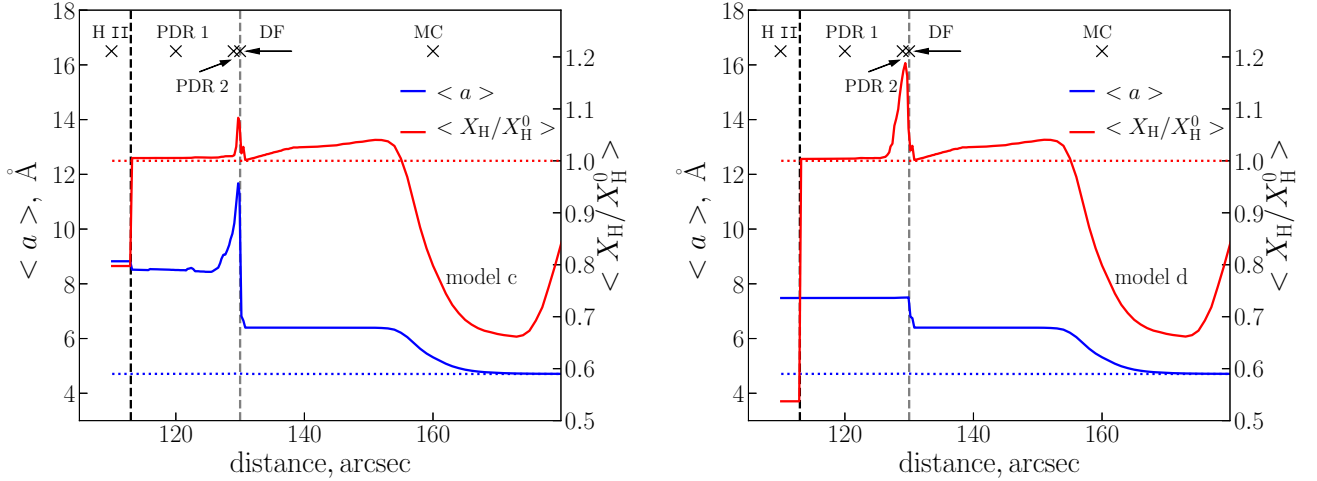 H II PDR 1 DF MC
PDR 2
< a >
< X_H/X_H^0 >
model c
18
16
14
12
10
8
6
4
1.2
1.1
1.0
0.9
0.8
0.7
0.6
0.5
120 140 160
distance, arcsec
< a >, Å
< X_H/X_H^0 >
H II PDR 1 DF MC
PDR 2
< a >
< X_H/X_H^0 >
model d
18
16
14
12
10
8
6
4
1.2
1.1
1.0
0.9
0.8
0.7
0.6
0.5
120 140 160
distance, arcsec
< a >, Å
< X_H/X_H^0 >